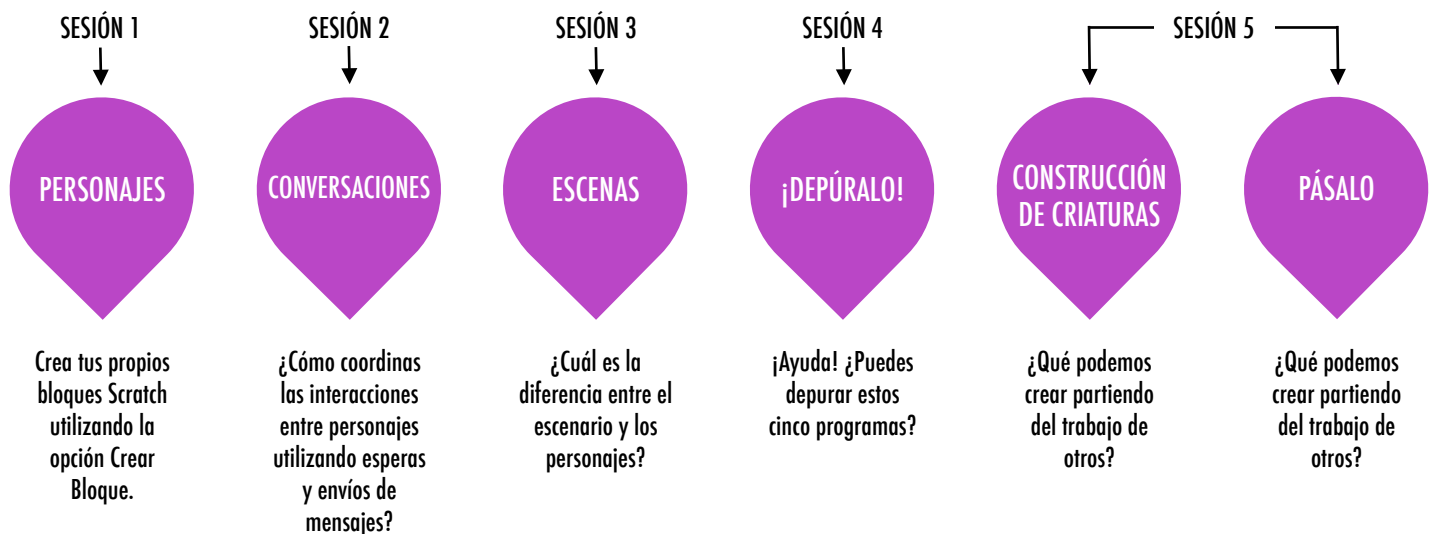 SESIÓN 1
SESIÓN 2
SESIÓN 3
SESIÓN 4
SESIÓN 5
PERSONAJES
CONVERSACIONES
ESCENAS
¡DEPÚRALO!
CONSTRUCCIÓN
DE CRIATURAS
PÁSALO
Crea tus propios
bloques Scratch
utilizando la
opción Crear
Bloque.
¿Cómo coordinas
las interacciones
entre personajes
utilizando esperas
y envíos de
mensajes?
¿Cuál es la
diferencia entre el
escenario y los
personajes?
¡Ayuda! ¿Puedes
depurar estos
cinco programas?
¿Qué podemos
crear partiendo
del trabajo de
otros?
¿Qué podemos
crear partiendo
del trabajo de
otros?